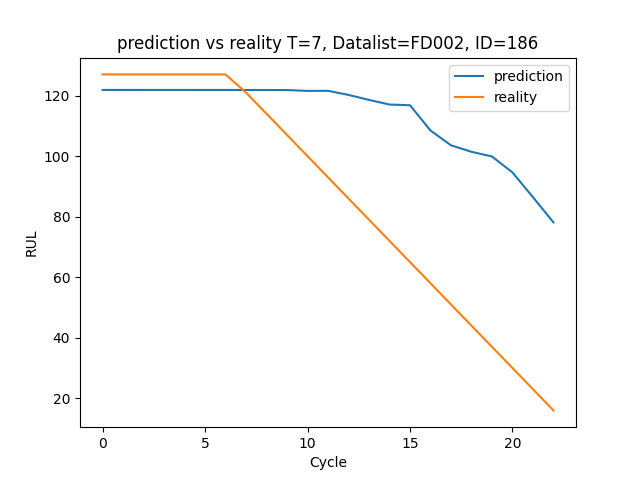 prediction vs reality T=7, Datalist=FD002, ID=186
prediction
reality
RUL
120
100
80
60
40
20
0 5 10 15 20
Cycle